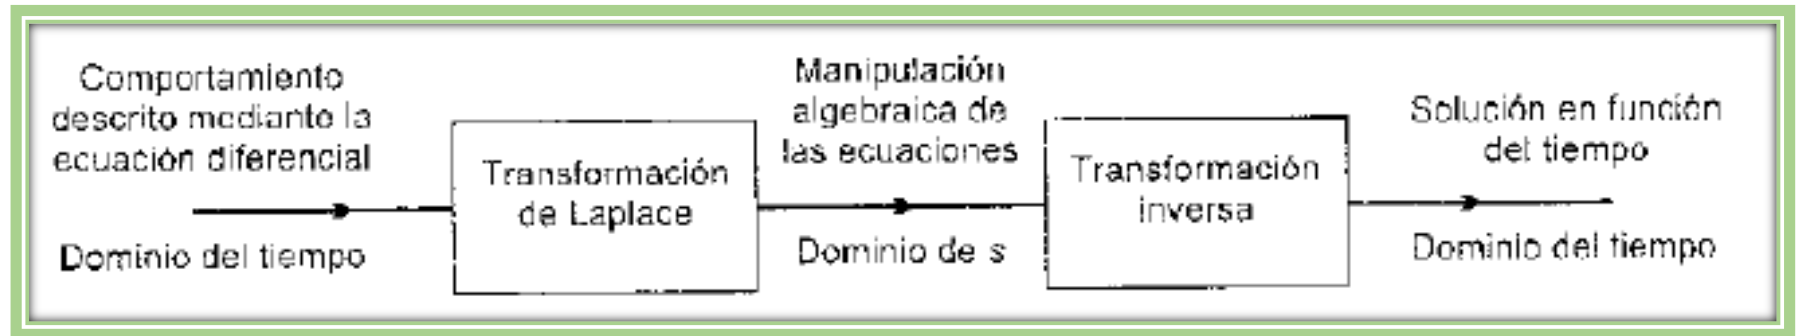 Comportamiento
descrito mediante la
ecuación diferencial
Dominio del tiempo
Transformación
de Laplace
Manipulación
algebraica de
las ecuaciones
Dominio de s
Transformación
inversa
Solución en función
del tiempo
Dominio del tiempo